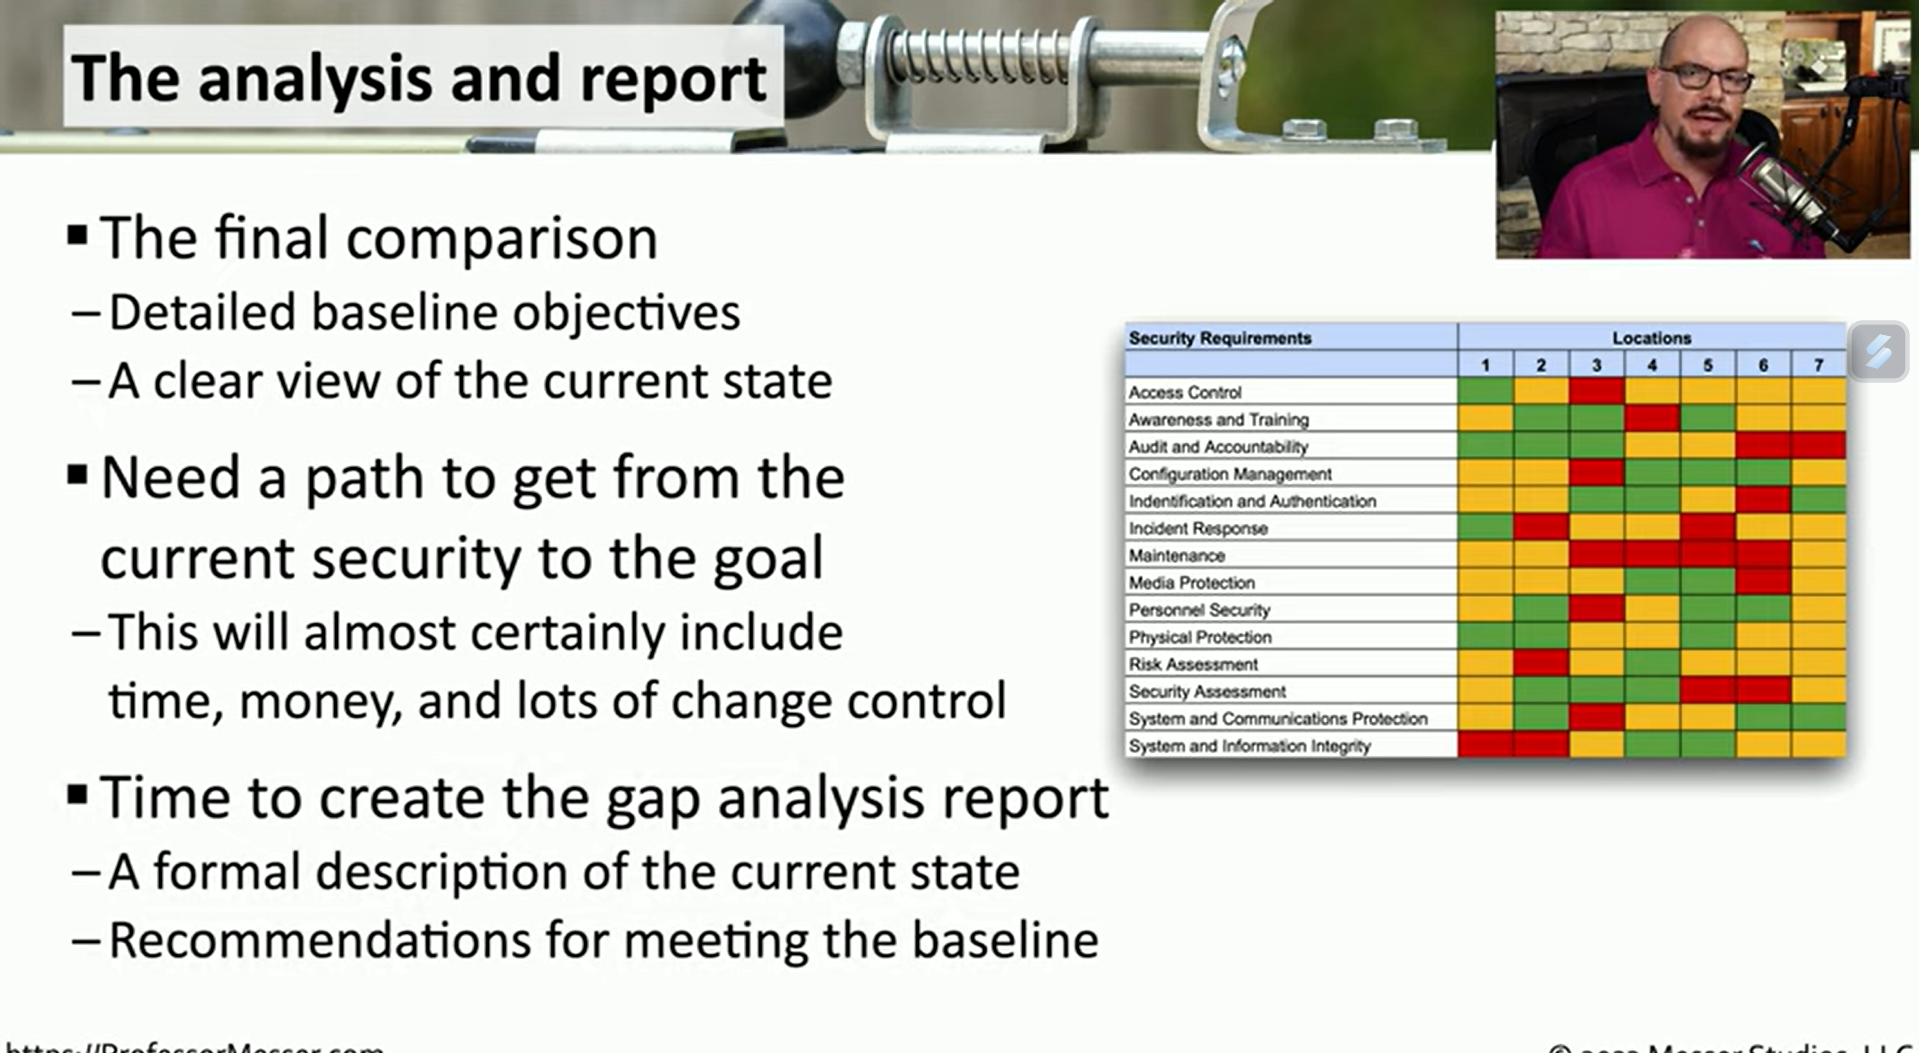 The analysis and report
▪ The final comparison
– Detailed baseline objectives
– A clear view of the current state
▪ Need a path to get from the
current security to the goal
– This will almost certainly include
time, money, and lots of change control
▪ Time to create the gap analysis report
– A formal description of the current state
– Recommendations for meeting the baseline
Security Requirements Locations
1 2 3 4 5 6 7
Access Control
Awareness and Training
Audit and Accountability
Configuration Management
Indentification and Authentication
Incident Response
Maintenance
Media Protection
Personnel Security
Physical Protection
Risk Assessment
Security Assessment
System and Communications Protection
System and Information Integrity
https://ProfessorMesser.com
© 2023 Messer Studios, LLC